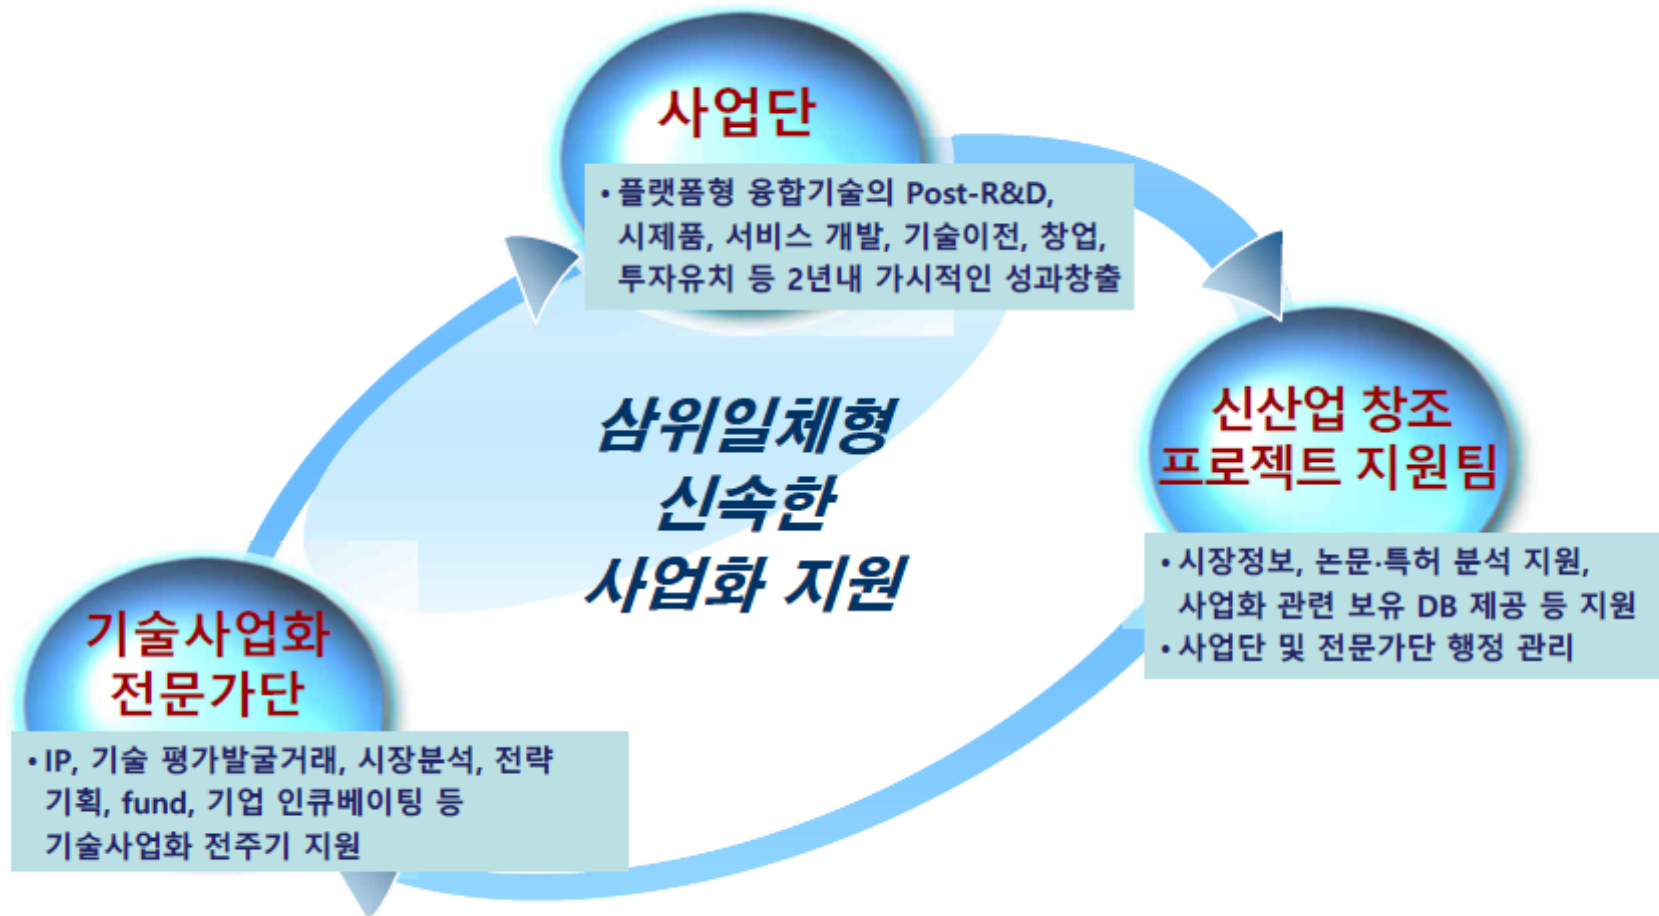 사업단
• 플랫폼형 융합기술의 Post-R&D,
시제품, 서비스 개발, 기술이전, 창업,
투자유치 등 2년내 가시적인 성과창출
삼위일체형
신속한
사업화 지원
신산업 창조
프로젝트 지원팀
• 시장정보, 논문·특허 분석 지원,
사업화 관련 보유 DB 제공 등 지원
• 사업단 및 전문가단 행정 관리
기술사업화
전문가단
• IP, 기술 평가발굴거래, 시장분석, 전략
기획, fund, 기업 인큐베이팅 등
기술사업화 전주기 지원